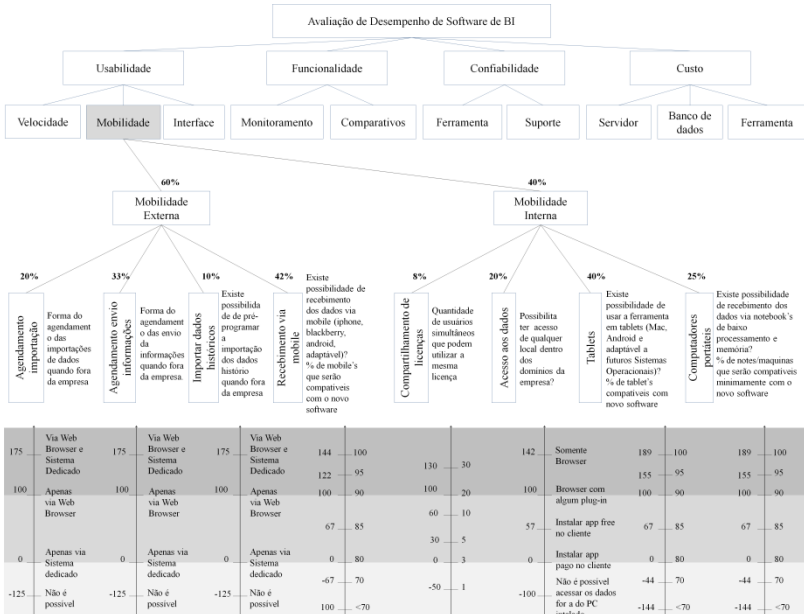 Avaliação de Desempenho de Software de BI
Usabilidade
Funcionalidade
Confiabilidade
Custo
Velocidade
Mobilidade
Interface
Monitoramento
Comparativos
Ferramenta
Suporte
Servidor
Banco de
dados
Ferramenta
60%
40%
Mobilidade
Externa
Mobilidade
Interna
20%
Agendamento
importação
Forma do
agendament
o das
importações
de dados
quando fora
da empresa
33%
Agendamento envio
informações
Forma do
agendament
o das envio
da
informações
quando fora
da empresa.
10%
Importar dados
históricos
Existe
possibilida
de de pré-
programar
a
importação
dos dados
histório
quando fora
da empresa
42%
Recebimento via
mobile
Existe
possibilidade de
recebimento
dos dados via
mobile (iphone,
blackberry,
android,
adaptável)?
% de mobile´s
que serão
compativeis
com o novo
software
8%
Compartilhamento de
licenças
Quantidade
de usuários
simultâneos
que podem
utilizar a
mesma
licença
20%
Acesso aos dados
Possibilita
ter acesso
de qualquer
local dentro
dos
domínios da
empresa?
40%
Tablets
Existe
possibilidade de
usar a ferramenta
em tablets (Mac,
Android e
adaptável a
futuros Sistemas
Operacionais)?
% de tablet´s
compativeis com
novo software
25%
Computadores
portáteis
Existe possibilidade
de recebimento dos
dados via notebook´s
de baixo
processamento e
memória?
% de notes/maquinas
que serão compativeis
minimamente com o
novo software
175
Via Web
Browser e
Sistema
Dedicado
100
Apenas
via Web
Browser
0
Apenas via
Sistema
dedicado
-125
Não é
possível
175
Via Web
Browser e
Sistema
Dedicado
100
Apenas
via Web
Browser
0
Apenas via
Sistema
dedicado
-125
Não é
possível
175
Via Web
Browser e
Sistema
Dedicado
100
Apenas
via Web
Browser
0
Apenas via
Sistema
dedicado
-125
Não é
possível
144 100
122 95
100 90
67 85
0 80
-67 70
100 <70
130 30
100 20
60 10
30 5
0 3
-50 1
142
Somente
Browser
100
Browser com
algum plug-in
57
Instalar app free
no cliente
0
Instalar app
pago no cliente
-100
Não é possivel
acessar os dados
for a do PC
189 100
155 95
100 90
67 85
0 80
-44 70
-144 <70
189 100
155 95
100 90
67 85
0 80
-44 70
-144 <70